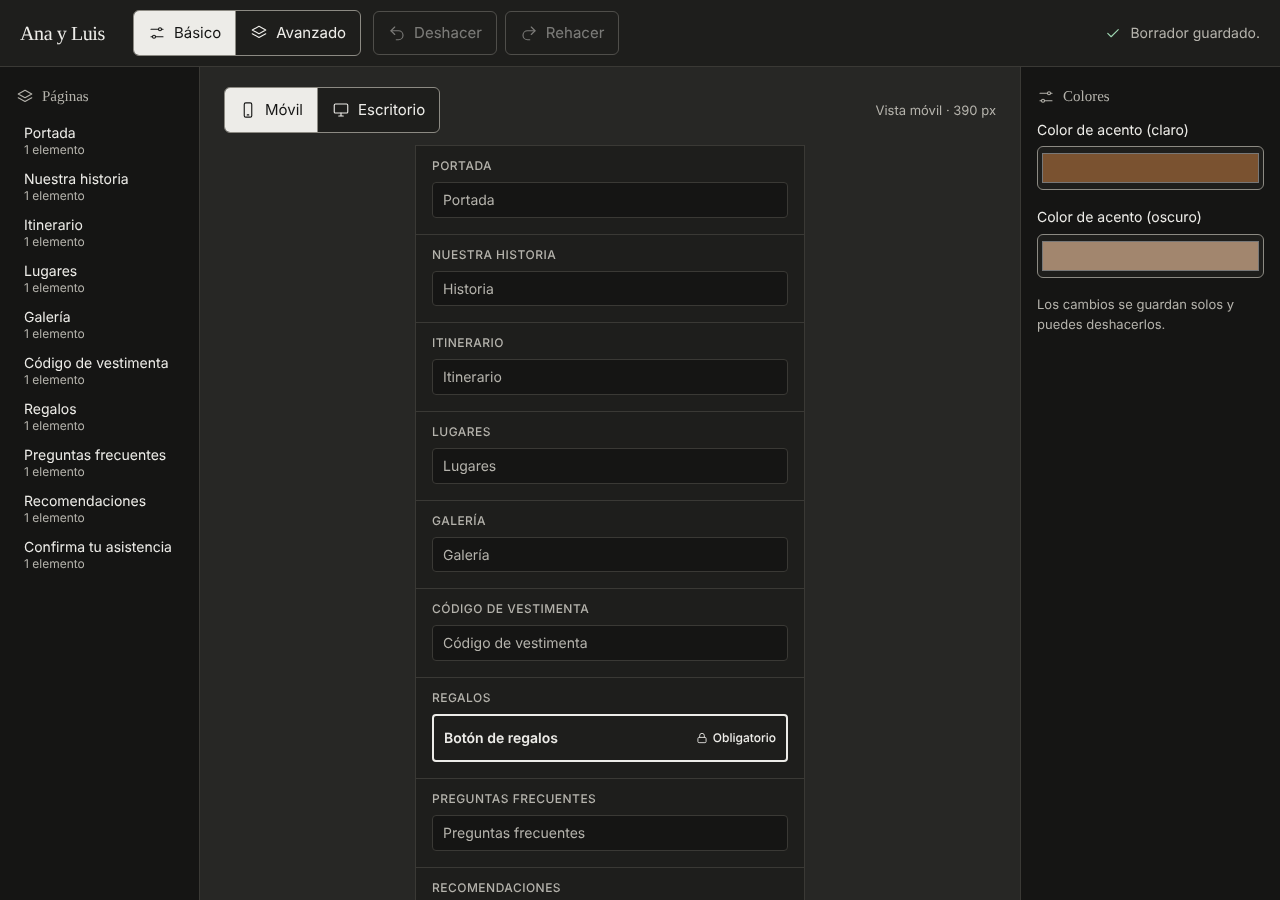 Ana y Luis
Básico
Avanzado
Deshacer
Rehacer
Borrador guardado.
Páginas
Portada
1 elemento
Nuestra historia
1 elemento
Itinerario
1 elemento
Lugares
1 elemento
Galería
1 elemento
Código de vestimenta
1 elemento
Regalos
1 elemento
Preguntas frecuentes
1 elemento
Recomendaciones
1 elemento
Confirma tu asistencia
1 elemento
Móvil
Escritorio
Vista móvil · 390 px
PORTADA
Portada
NUESTRA HISTORIA
Historia
ITINERARIO
Itinerario
LUGARES
Lugares
GALERÍA
Galería
CÓDIGO DE VESTIMENTA
Código de vestimenta
REGALOS
Botón de regalos
Obligatorio
PREGUNTAS FRECUENTES
Preguntas frecuentes
RECOMENDACIONES
Colores
Color de acento (claro)
Color de acento (oscuro)
Los cambios se guardan solos y
puedes deshacerlos.